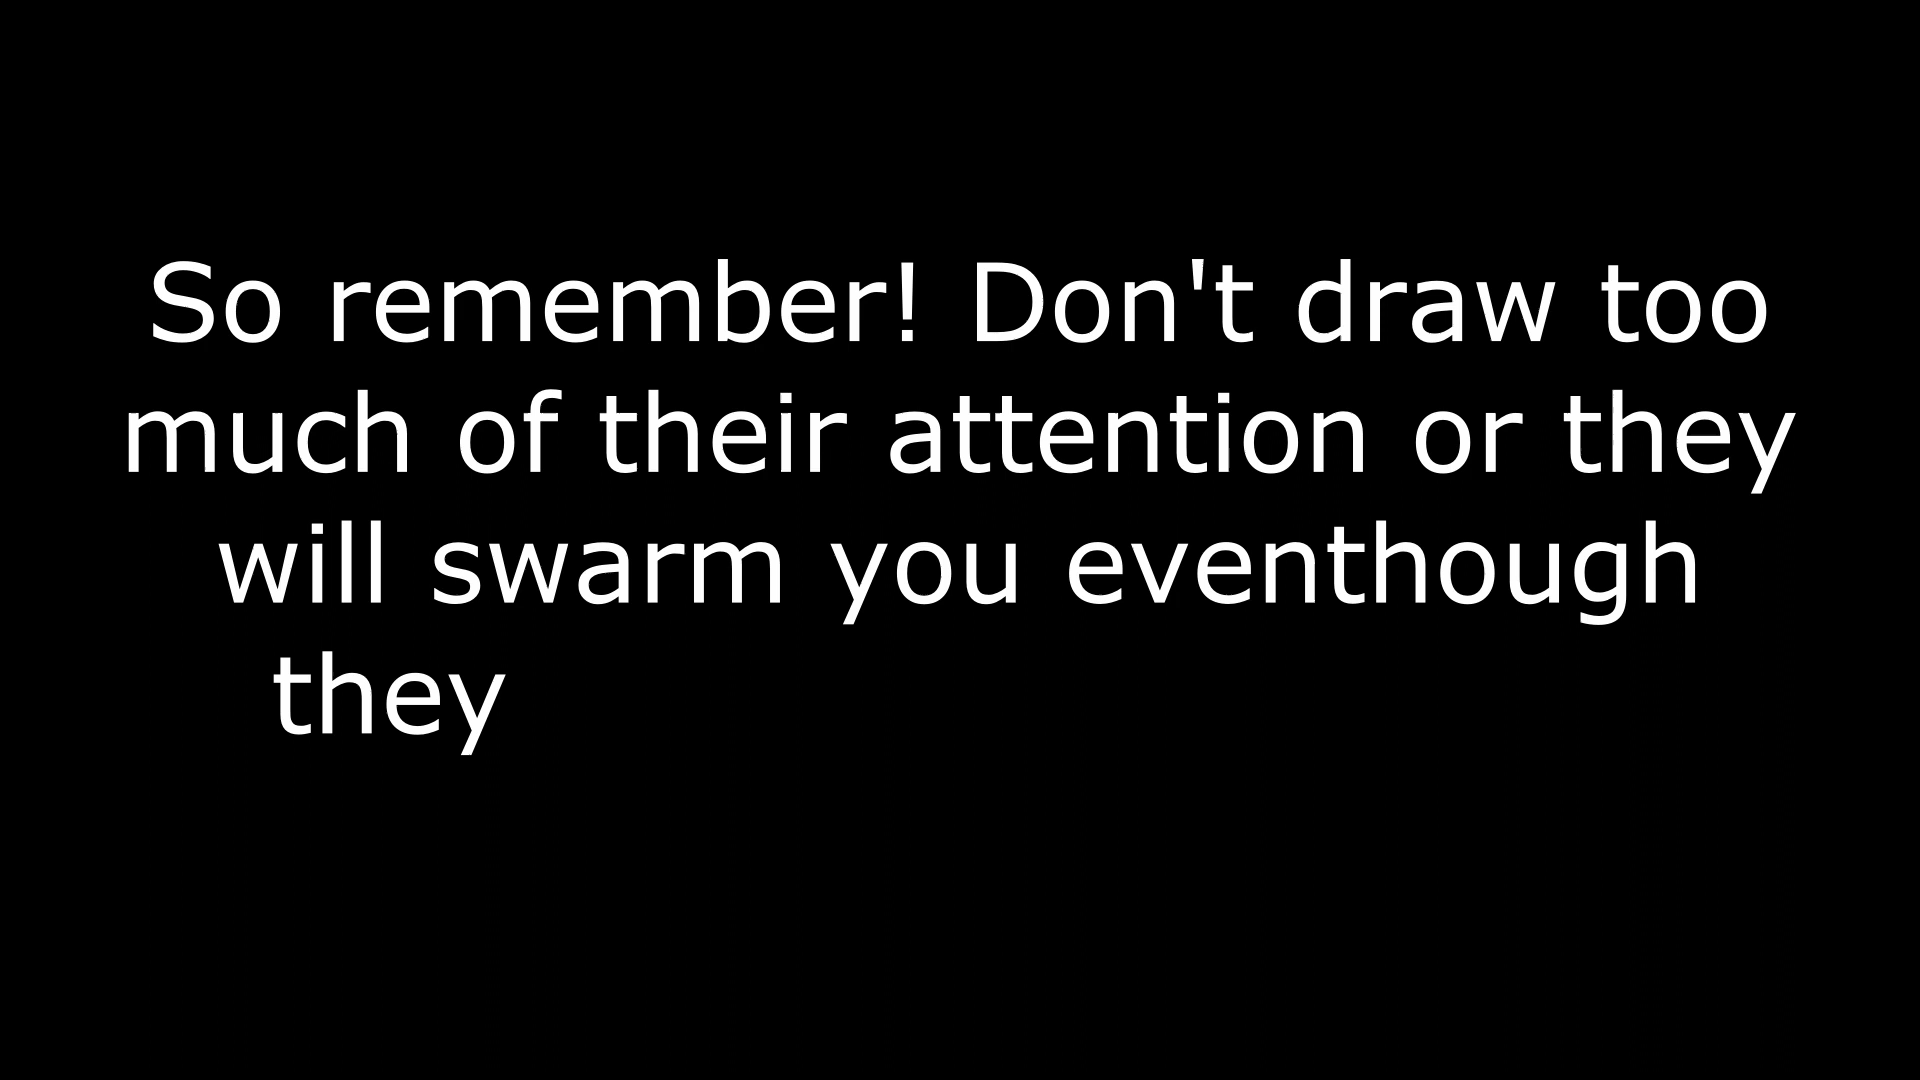 So remember! Don't draw too
much of their attention or they
will swarm you eventhough
they